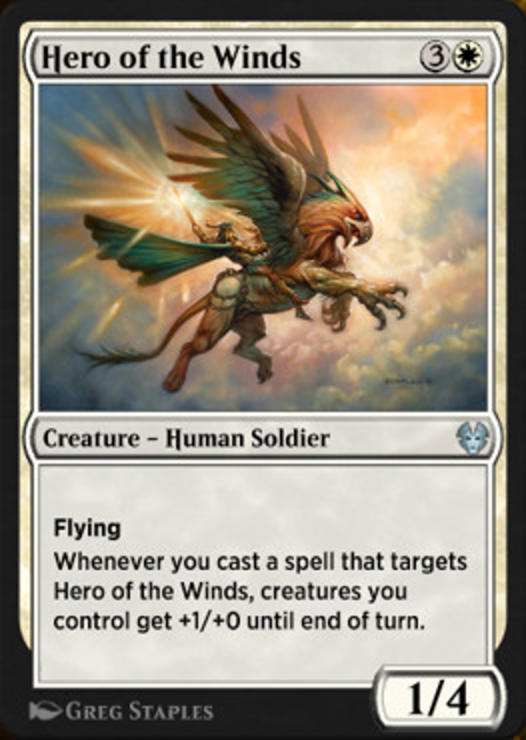 Hero of the Winds 3
Creature – Human Soldier
Flying
Whenever you cast a spell that targets
Hero of the Winds, creatures you
control get +1/+0 until end of turn.
1/4
Greg Staples